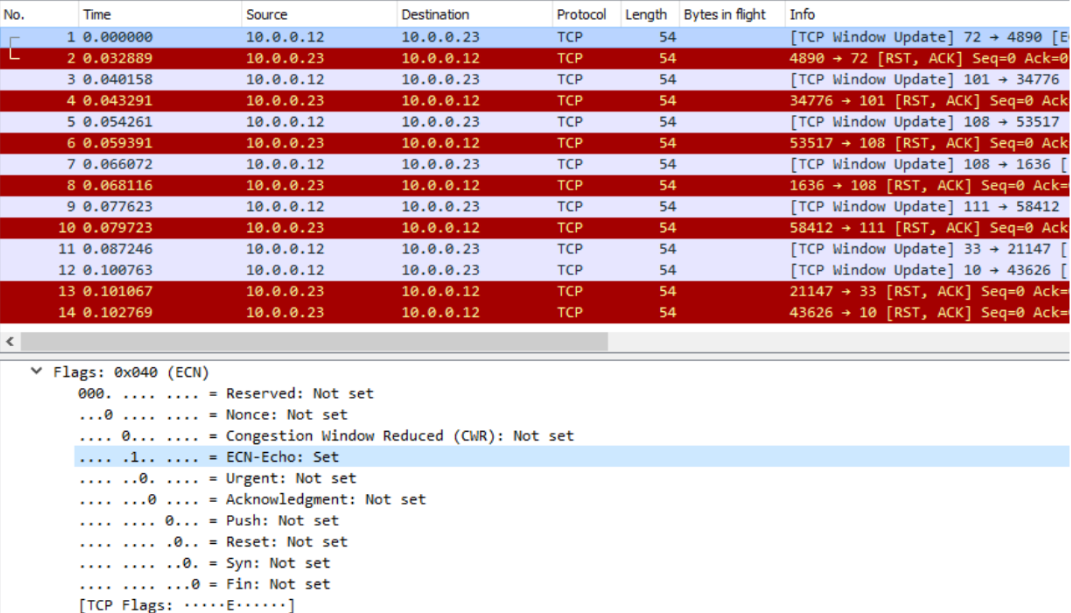 No. Time Source Destination Protocol Length Bytes in flight Info
1 0.000000 10.0.0.12 10.0.0.23 TCP 54 [TCP Window Update] 72 → 4890 [E
2 0.032889 10.0.0.23 10.0.0.12 TCP 54 4890 → 72 [RST, ACK] Seq=0 Ack=0
3 0.040158 10.0.0.12 10.0.0.23 TCP 54 [TCP Window Update] 101 → 34776
4 0.043291 10.0.0.23 10.0.0.12 TCP 54 34776 → 101 [RST, ACK] Seq=0 Ack
5 0.054261 10.0.0.12 10.0.0.23 TCP 54 [TCP Window Update] 108 → 53517
6 0.059391 10.0.0.23 10.0.0.12 TCP 54 53517 → 108 [RST, ACK] Seq=0 Ack
7 0.066072 10.0.0.12 10.0.0.23 TCP 54 [TCP Window Update] 108 → 1636 [
8 0.068116 10.0.0.23 10.0.0.12 TCP 54 1636 → 108 [RST, ACK] Seq=0 Ack=
9 0.077623 10.0.0.12 10.0.0.23 TCP 54 [TCP Window Update] 111 → 58412
10 0.079723 10.0.0.23 10.0.0.12 TCP 54 58412 → 111 [RST, ACK] Seq=0 Ack
11 0.087246 10.0.0.12 10.0.0.23 TCP 54 [TCP Window Update] 33 → 21147 [
12 0.100763 10.0.0.12 10.0.0.23 TCP 54 [TCP Window Update] 10 → 43626 [
13 0.101067 10.0.0.23 10.0.0.12 TCP 54 21147 → 33 [RST, ACK] Seq=0 Ack=
14 0.102769 10.0.0.23 10.0.0.12 TCP 54 43626 → 10 [RST, ACK] Seq=0 Ack=
Flags: 0x040 (ECN)
000. .... .... = Reserved: Not set
...0 .... .... = Nonce: Not set
.... 0... .... = Congestion Window Reduced (CWR): Not set
.... .1.. .... = ECN-Echo: Set
.... ..0. .... = Urgent: Not set
.... ...0 .... = Acknowledgment: Not set
.... .... 0... = Push: Not set
.... .... .0.. = Reset: Not set
.... .... ..0. = Syn: Not set
.... .... ...0 = Fin: Not set
[TCP Flags: ·····E······]